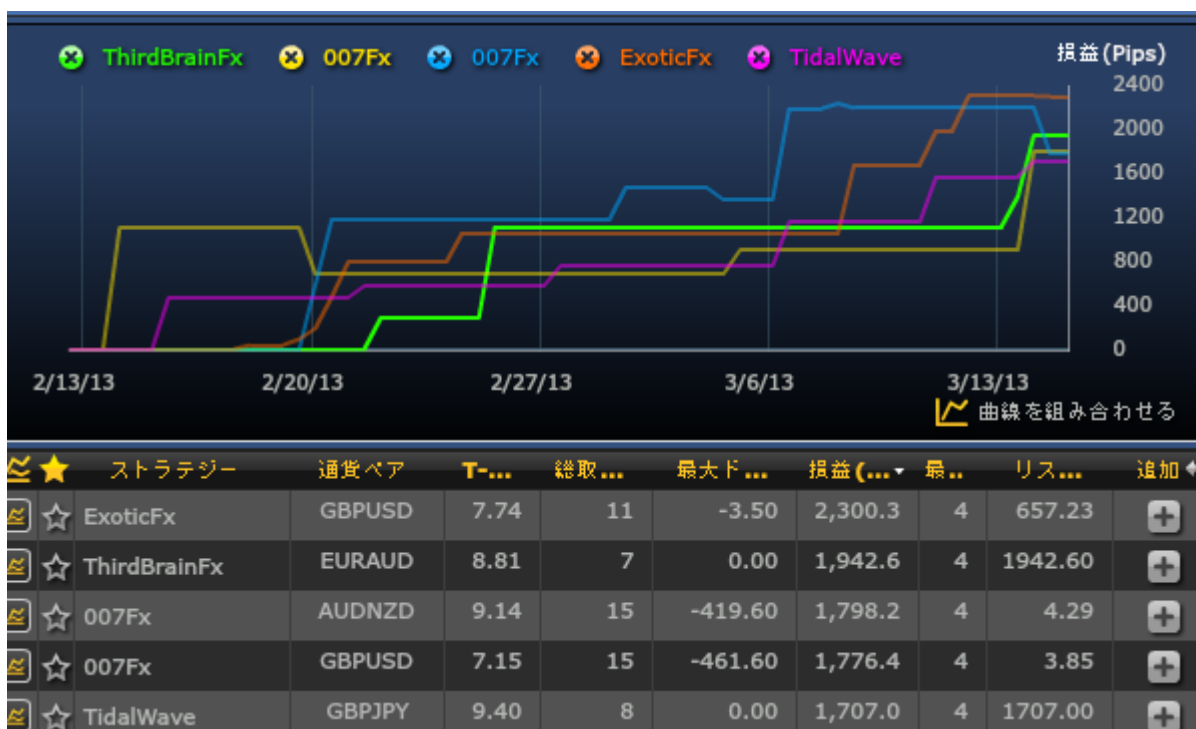 ThirdBrainFx 007Fx 007Fx ExoticFx TidalWave 損益(Pips)
2400
2000
1600
1200
800
400
0
2/13/13 2/20/13 2/27/13 3/6/13 3/13/13
曲線を組み合わせる
ストラテジー 通貨ペア T-... 総取... 最大ド... 損益(... 最.. リス... 追加
ExoticFx GBPUSD 7.74 11 -3.50 2,300.3 4 657.23
ThirdBrainFx EURAUD 8.81 7 0.00 1,942.6 4 1942.60
007Fx AUDNZD 9.14 15 -419.60 1,798.2 4 4.29
007Fx GBPUSD 7.15 15 -461.60 1,776.4 4 3.85
TidalWave GBPJPY 9.40 8 0.00 1,707.0 4 1707.00